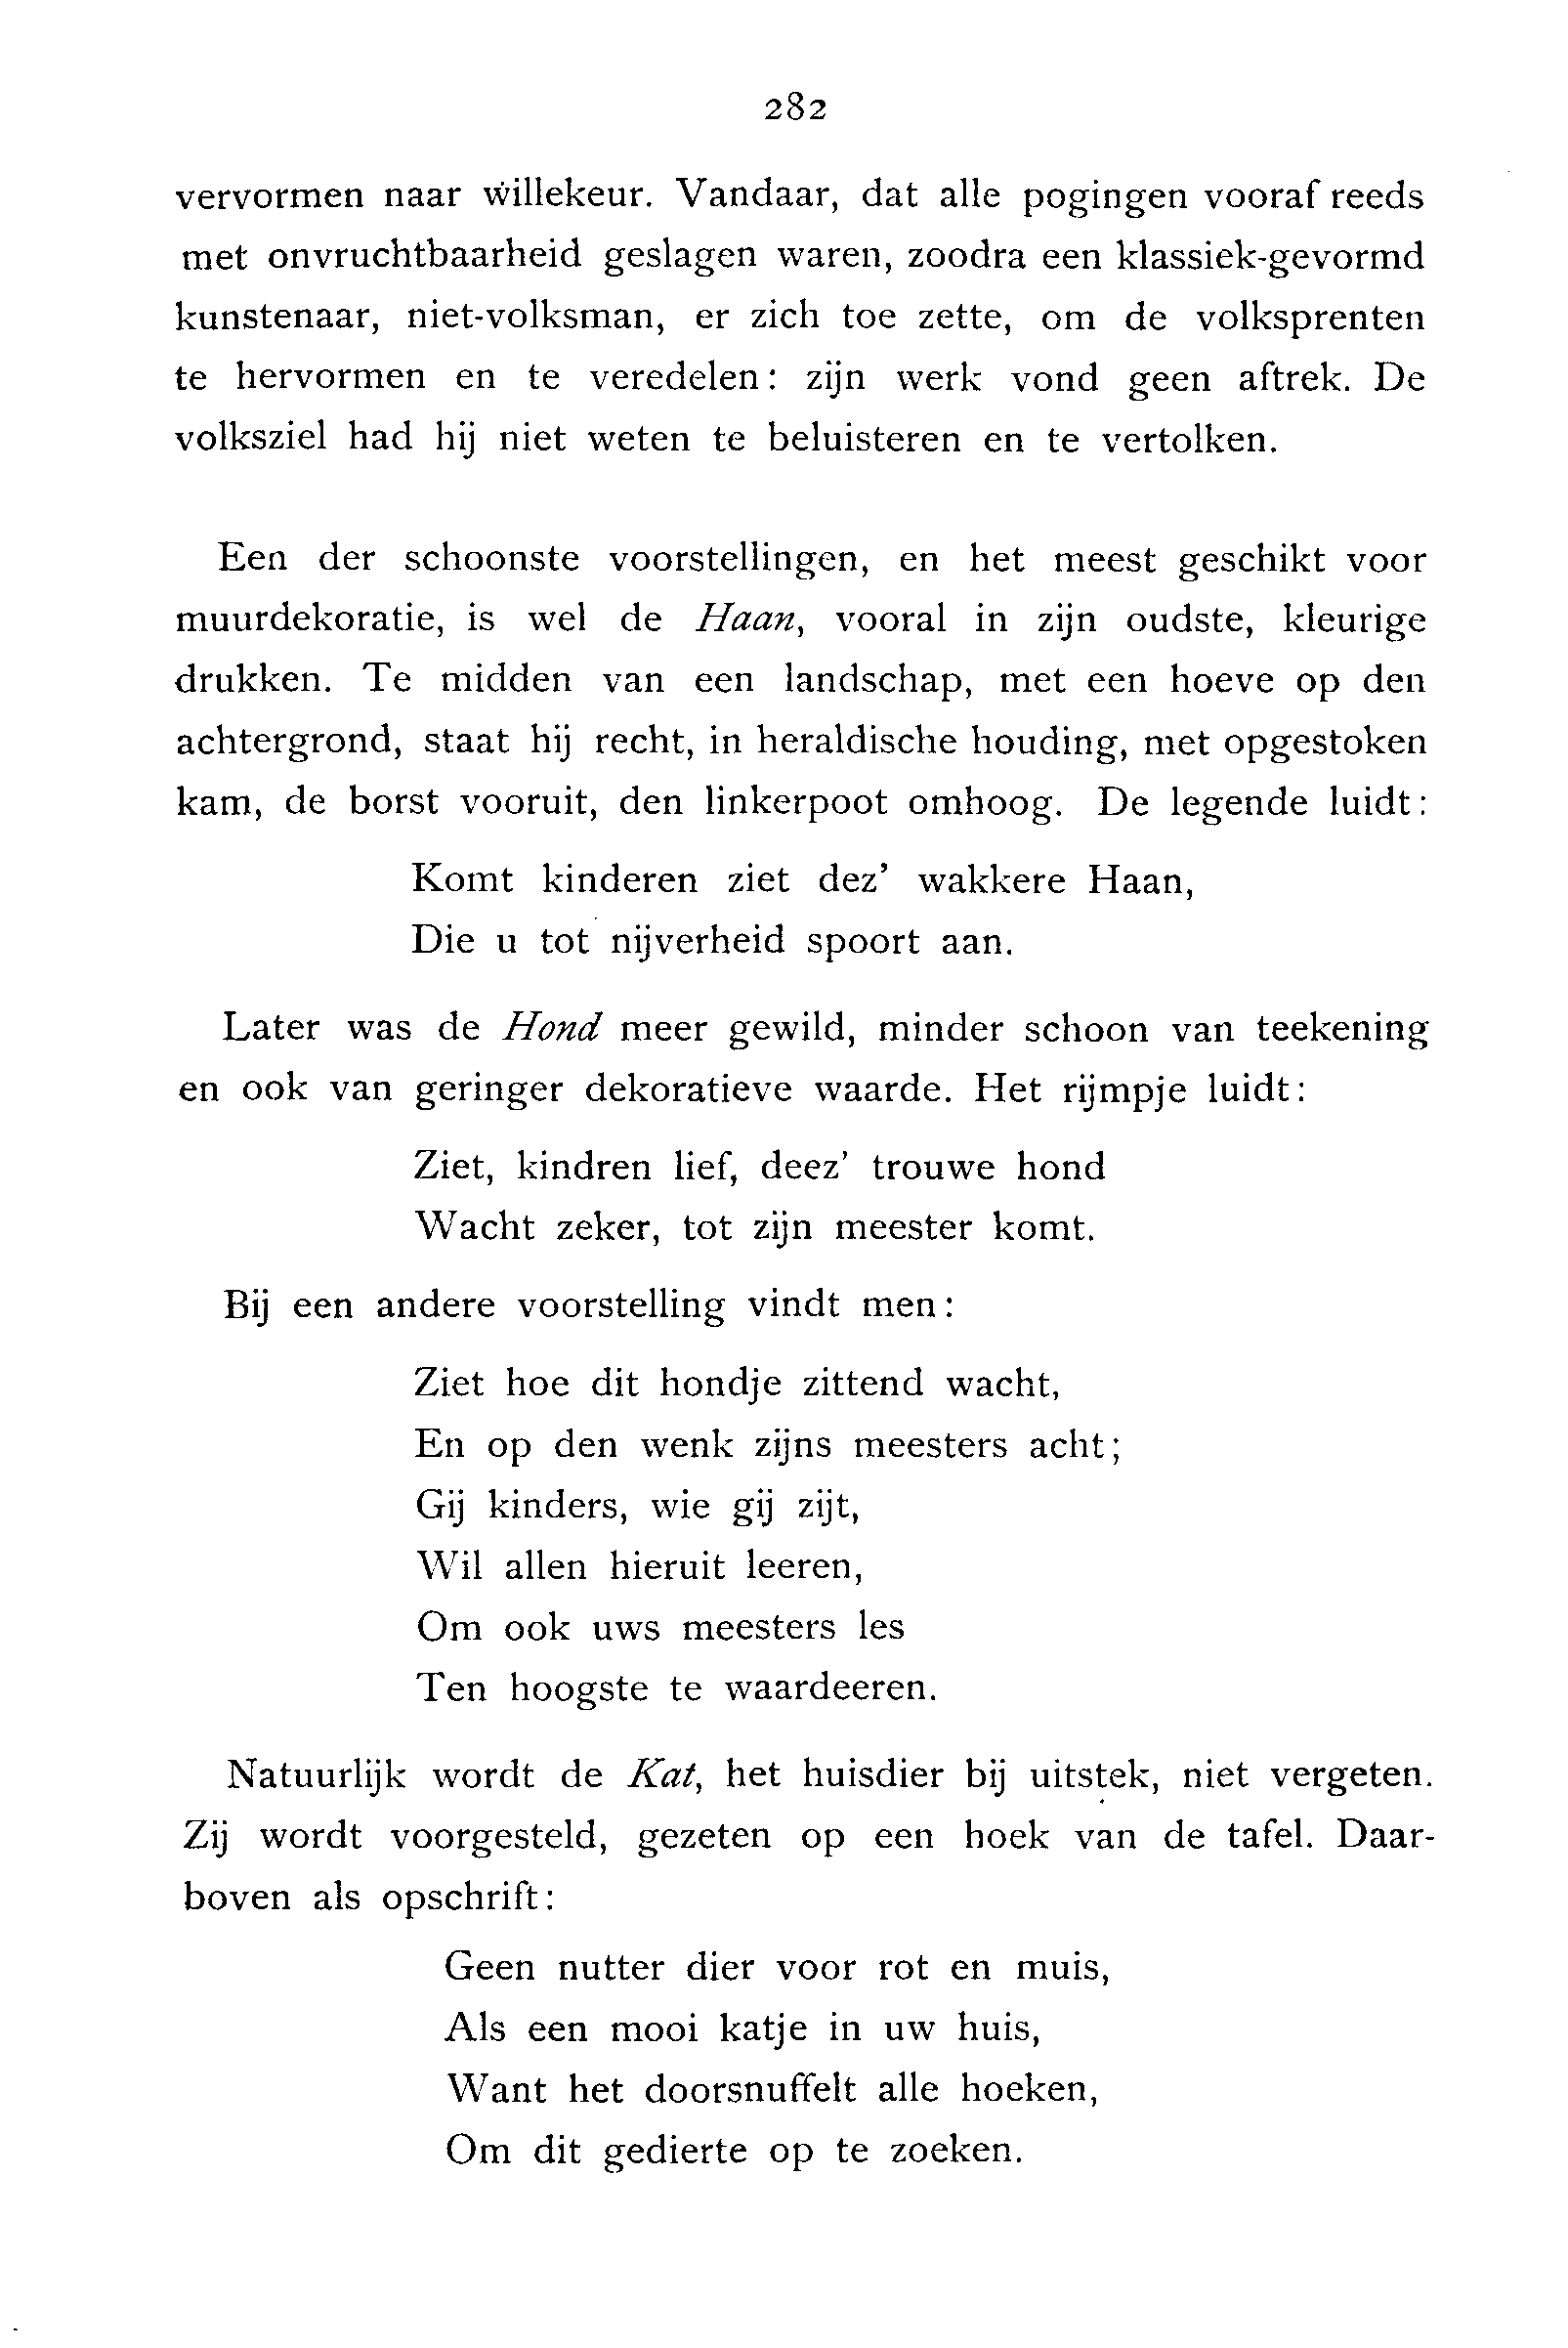 282
vervormen naar willekeur. Vandaar, dat alle pogingen vooraf reeds
met onvruchtbaarheid geslagen waren, zoodra een klassiek-gevormd
kunstenaar, niet-volksman, er zich toe zette, om de volksprenten
te hervormen en te veredelen: zijn werk vond geen aftrek. De
volksziel had hij niet weten te beluisteren en te vertolken.
Een der schoonste voorstellingen, en het meest geschikt voor
muurdekoratie, is wel de Haan, vooral in zijn oudste, kleurige
drukken. Te midden van een landschap, met een hoeve op den
achtergrond, staat hij recht, in heraldische houding, met opgestoken
kam, de borst vooruit, den linkerpoot omhoog. De legende luidt:
Komt kinderen ziet dez' wakkere Haan,
Die u tot nijverheid spoort aan.
Later was de Hond meer gewild, minder schoon van teekening
en ook van geringer dekoratieve waarde. Het rijmpje luidt:
Ziet, kindren lief, deez' trouwe hond
Wacht zeker, tot zijn meester komt.
Bij een andere voorstelling vindt men:
Ziet hoe dit hondje zittend wacht,
En op den wenk zijns meesters acht;
Gij kinders, wie gij zijt,
Wil allen hieruit leeren,
Om ook uws meesters les
Ten hoogste te waardeeren.
Natuurlijk wordt de Kat, het huisdier bij uitstek, niet vergeten.
Zij wordt voorgesteld, gezeten op een hoek van de tafel. Daar-
boven als opschrift:
Geen nutter dier voor rot en muis,
Als een mooi katje in uw huis,
Want het doorsnuffelt alle hoeken,
Om dit gedierte op te zoeken.